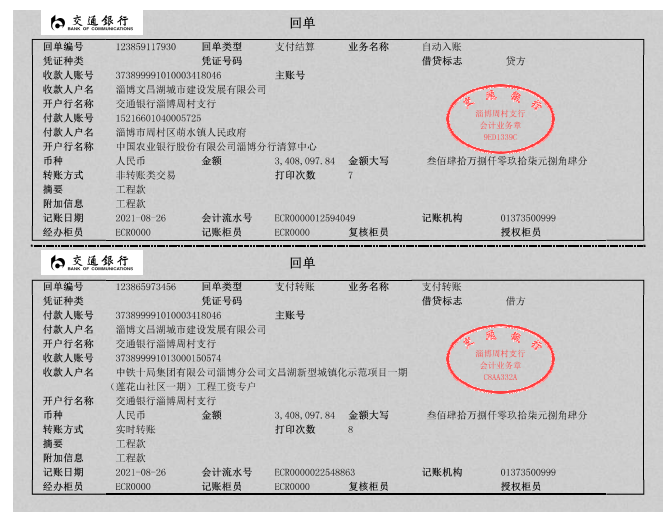 交通銀行 回单
BANK OF COMMUNICATIONS
回单编号 123859117930 回单类型 支付结算 业务名称 自动入账
凭证种类 凭证号码 借贷标志 贷方
收款人账号 373899991010003418046 主账号
收款人户名 淄博文昌湖城市建设发展有限公司
开户行名称 交通银行淄博周村支行
付款人账号 15216601040005725
付款人户名 淄博市周村区萌水镇人民政府
开户行名称 中国农业银行股份有限公司淄博分行清算中心
币种 人民币 金额 3,408,097.84 金额大写 叁佰肆拾万捌仟零玖拾柒元捌角肆分
转账方式 非转账类交易 打印次数 7
摘要 工程款
附加信息 工程款
记账日期 2021-08-26 会计流水号 ECR0000012594049 记账机构 01373500999
经办柜员 ECR0000 记账柜员 ECR0000 复核柜员 授权柜员
交通银行
淄博周村支行
会计业务章
9ED1339C
交通銀行 回单
BANK OF COMMUNICATIONS
回单编号 123865973456 回单类型 支付转账 业务名称 支付转账
凭证种类 凭证号码 借贷标志 借方
付款人账号 373899991010003418046 主账号
付款人户名 淄博文昌湖城市建设发展有限公司
开户行名称 交通银行淄博周村支行
收款人账号 373899991013000150574
收款人户名 中铁十局集团有限公司淄博分公司文昌湖新型城镇化示范项目一期
（莲花山社区一期）工程工资专户
开户行名称 交通银行淄博周村支行
币种 人民币 金额 3,408,097.84 金额大写 叁佰肆拾万捌仟零玖拾柒元捌角肆分
转账方式 实时转账 打印次数 8
摘要 工程款
附加信息 工程款
记账日期 2021-08-26 会计流水号 ECR0000022548863 记账机构 01373500999
经办柜员 ECR0000 记账柜员 ECR0000 复核柜员 授权柜员
交通银行
淄博周村支行
会计业务章
C8AA332A